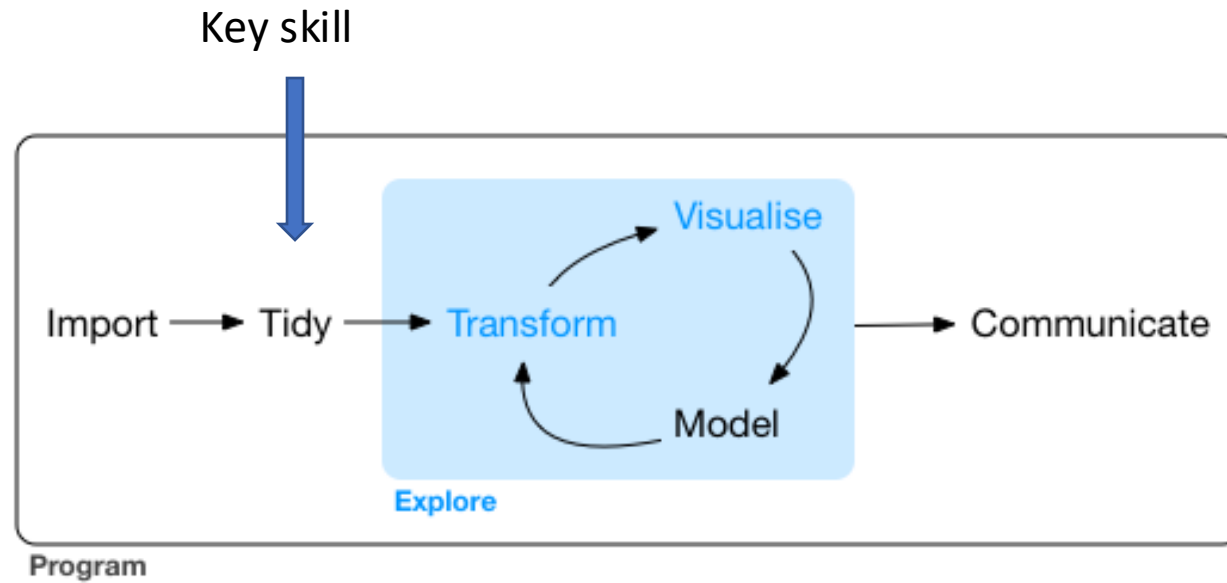 Key skill
Visualise
Import
Tidy
Transform
Communicate
Model
Explore
Program